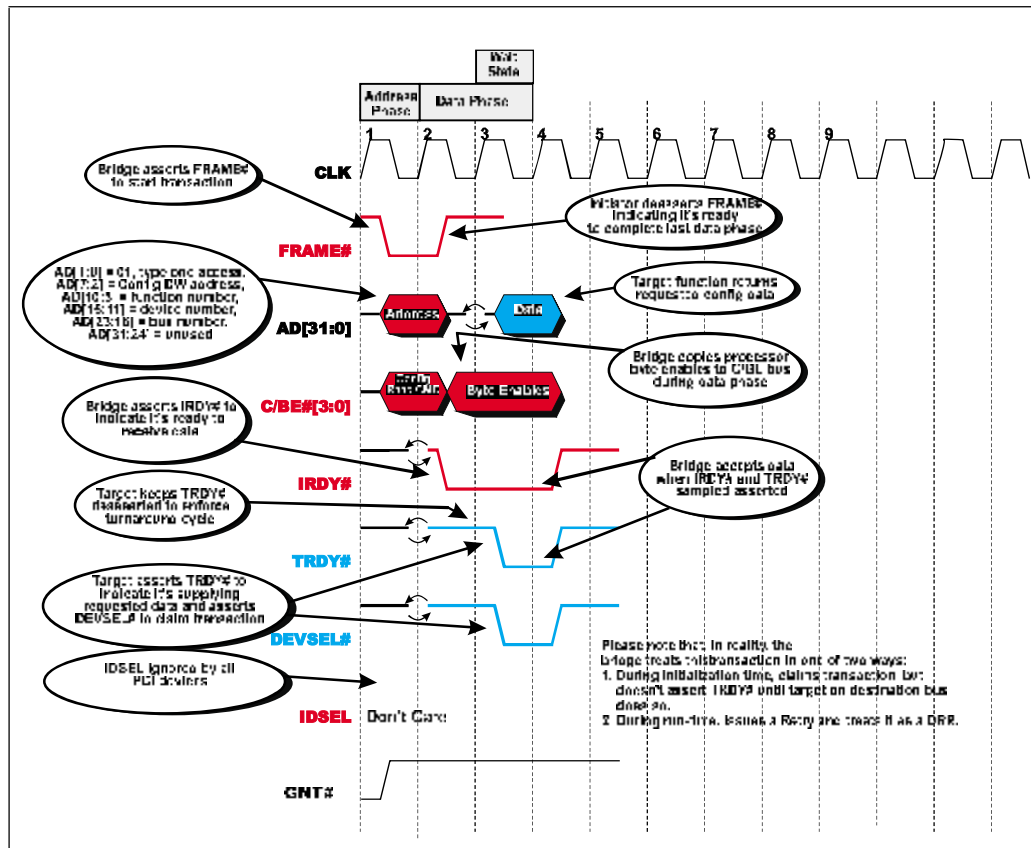 Wait
State
Address
Phase
Data Phase
1 2 3 4 5 6 7 8 9
CLK
Bridge asserts FRAME#
to start transaction
Initiator deasserts FRAME#
indicating it's ready
to complete last data phase
FRAME#
AD[1:0] = 01, type one access.
AD[7:2] = Config DW address,
= function number,
= device number,
= bus number.
AD[31:24] = unused
Target function returns
requested config data
Address
Data
AD[31:0]
Bridge copies processor
byte enables to C/BE bus
during data phase
Config
Byte Enables
C/BE#[3:0]
Bridge asserts IRDY# to
indicate it's ready to
receive data
IRDY#
Bridge accepts data
when IRDY# and TRDY#
sampled asserted
Target keeps TRDY#
deasserted to enforce
turnaround cycle
TRDY#
Target asserts TRDY# to
indicate it's supplying
requested data and asserts
DEVSEL# to claim transaction
DEVSEL#
Please note that, in reality, the
bridge treats this transaction in one of two ways:
1. During initialization time, claims transaction but
doesn't assert TRDY# until target on destination bus
does so.
2. During run-time, issues a Retry and treats it as a DRR.
IDSEL ignored by all
PCI devices
IDSEL
Don't Care
GNT#